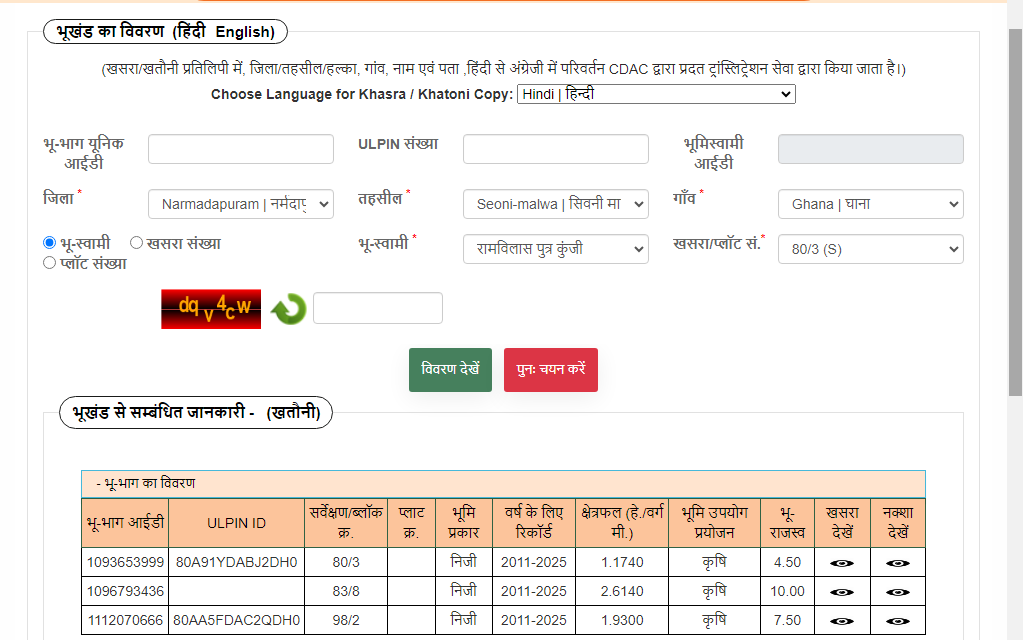 भूखंड का विवरण (हिंदी English)
(खसरा/खतौनी प्रतिलिपी में, जिला/तहसील/हल्का, गांव, नाम एवं पता ,हिंदी से अंग्रेजी में परिवर्तन CDAC द्वारा प्रदत ट्रांस्लिट्रेशन सेवा द्वारा किया जाता है।)
Choose Language for Khasra / Khatoni Copy: Hindi | हिन्दी
भू-भाग यूनिक आईडी ULPIN संख्या भूमिस्वामी आईडी
जिला * Narmadapuram | नर्मदापु तहसील * Seoni-malwa | सिवनी मा गाँव * Ghana | घाना
भू-स्वामी खसरा संख्या भू-स्वामी * रामविलास पुत्र कुंजी खसरा/प्लॉट सं.* 80/3 (S)
प्लॉट संख्या
dqv4cw
विवरण देखें पुनः चयन करें
भूखंड से सम्बंधित जानकारी - (खतौनी)
- भू-भाग का विवरण
भू-भाग आईडी ULPIN ID सर्वेक्षण/ब्लॉक क्र. प्लाट क्र. भूमि प्रकार वर्ष के लिए रिकॉर्ड क्षेत्रफल (हे./वर्ग मी.) भूमि उपयोग प्रयोजन भू-राजस्व खसरा देखें नक्शा देखें
1093653999 80A91YDABJ2DH0 80/3 निजी 2011-2025 1.1740 कृषि 4.50
1096793436 83/8 निजी 2011-2025 2.6140 कृषि 10.00
1112070666 80AA5FDAC2QDH0 98/2 निजी 2011-2025 1.9300 कृषि 7.50